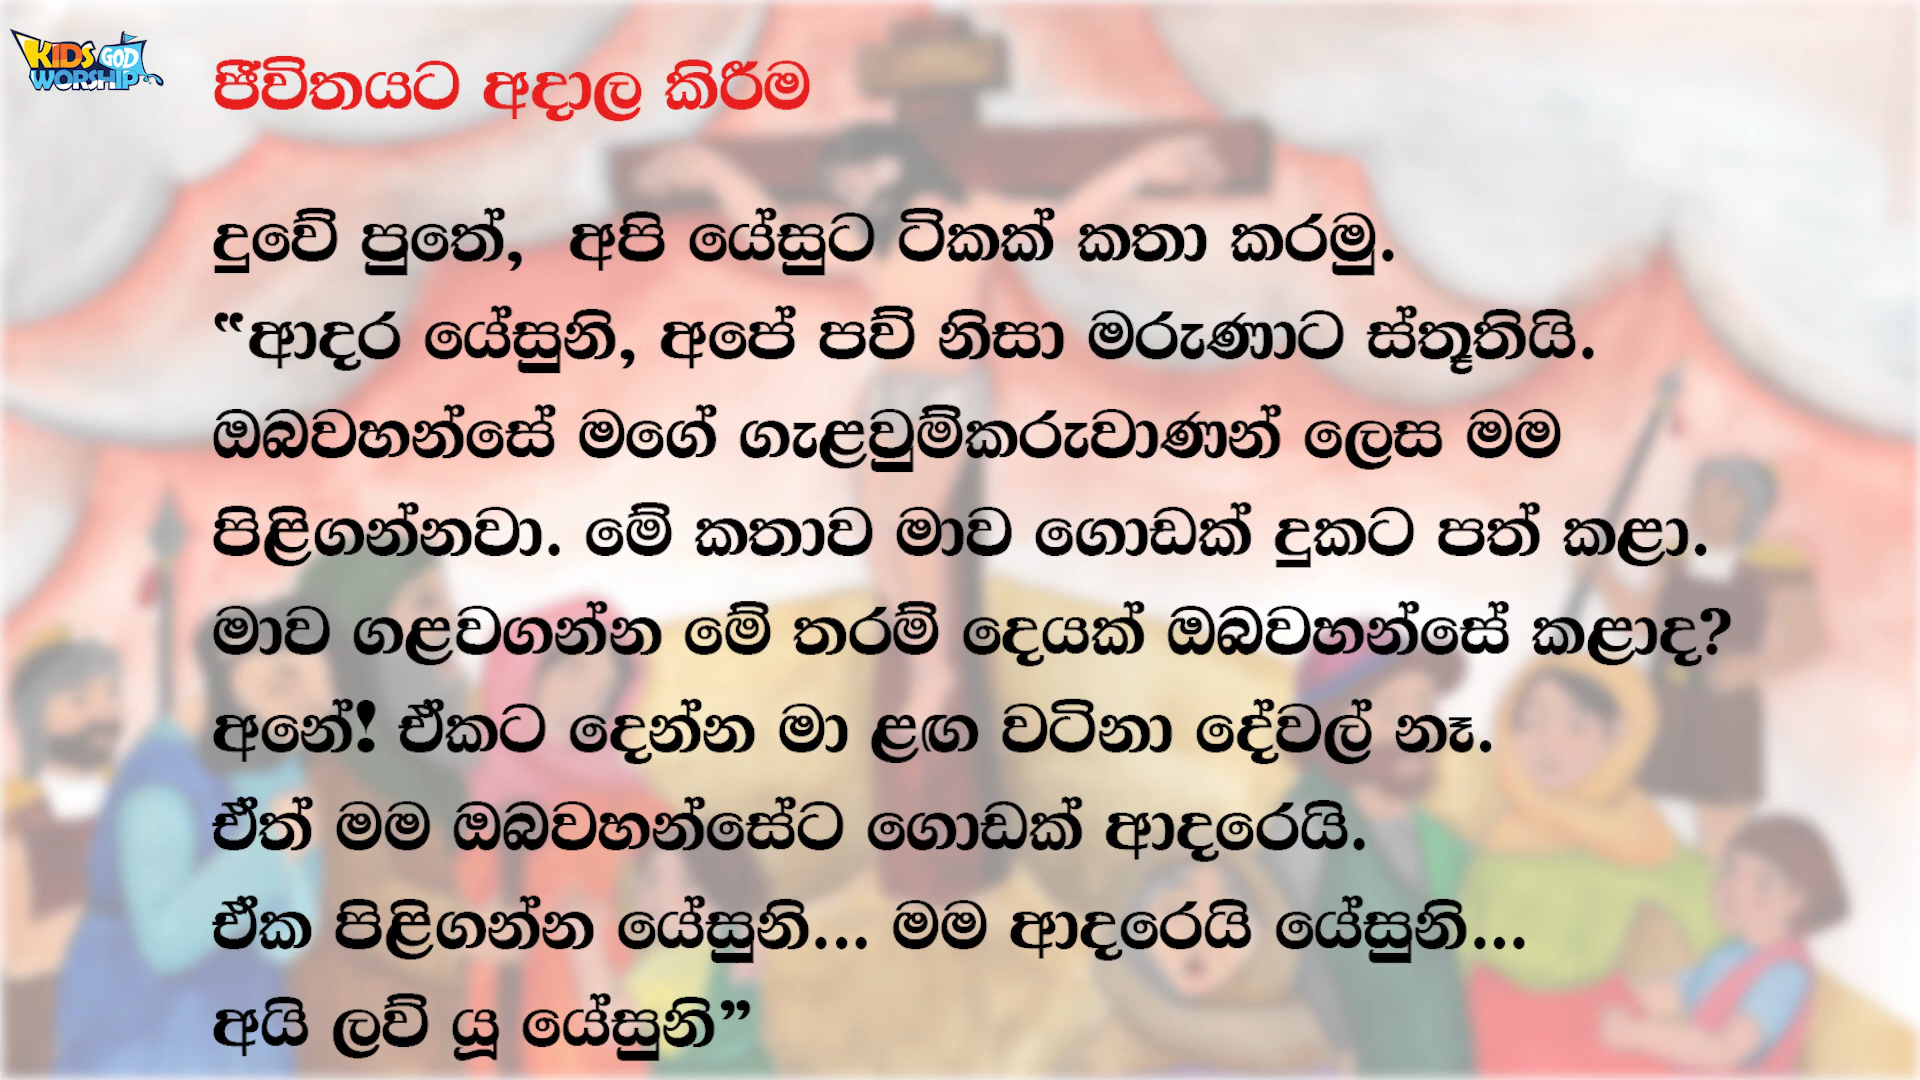 KIDS GOD
WORSHIP
ජීවිතයට අදාල කිරීම
දුවේ පුතේ,  අපි යේසුට ටිකක් කතා කරමු.
“ආදර යේසුනි, අපේ පව් නිසා මරුණාට ස්තූතියි.
ඔබවහන්සේ මගේ ගැළවුම්කරුවාණන් ලෙස මම
පිළිගන්නවා. මේ කතාව මාව ගොඩක් දුකට පත් කළා.
මාව ගළවගන්න මේ තරම් දෙයක් ඔබවහන්සේ කළාද?
අනේ! ඒකට දෙන්න මා ළඟ වටිනා දේවල් නෑ.
ඒත් මම ඔබවහන්සේට ගොඩක් ආදරෙයි.
ඒක පිළිගන්න යේසුනි... මම ආදරෙයි යේසුනි...
අයි ලව් යූ යේසුනි”